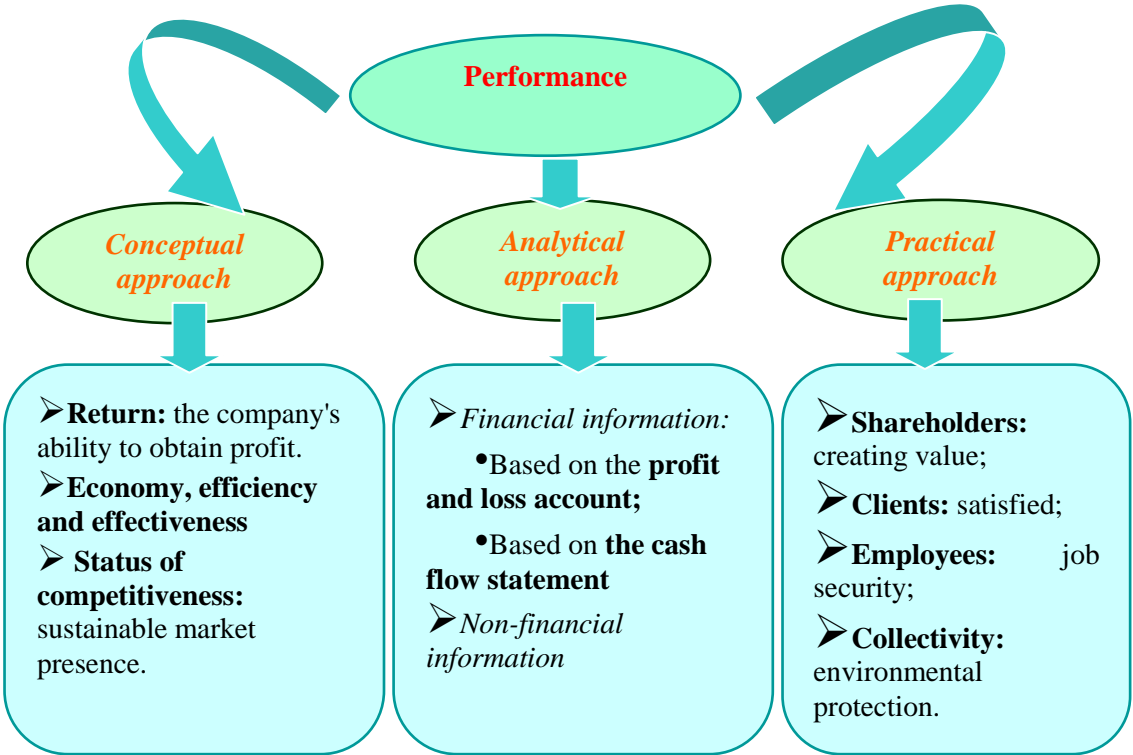 Performance
Conceptual
approach
Analytical
approach
Practical
approach
➢Return: the company's
ability to obtain profit.
➢Economy, efficiency
and effectiveness
➢ Status of
competitiveness:
sustainable market
presence.
➢Financial information:
•Based on the profit
and loss account;
•Based on the cash
flow statement
➢Non-financial
information
➢Shareholders:
creating value;
➢Clients: satisfied;
➢Employees: job
security;
➢Collectivity:
environmental
protection.